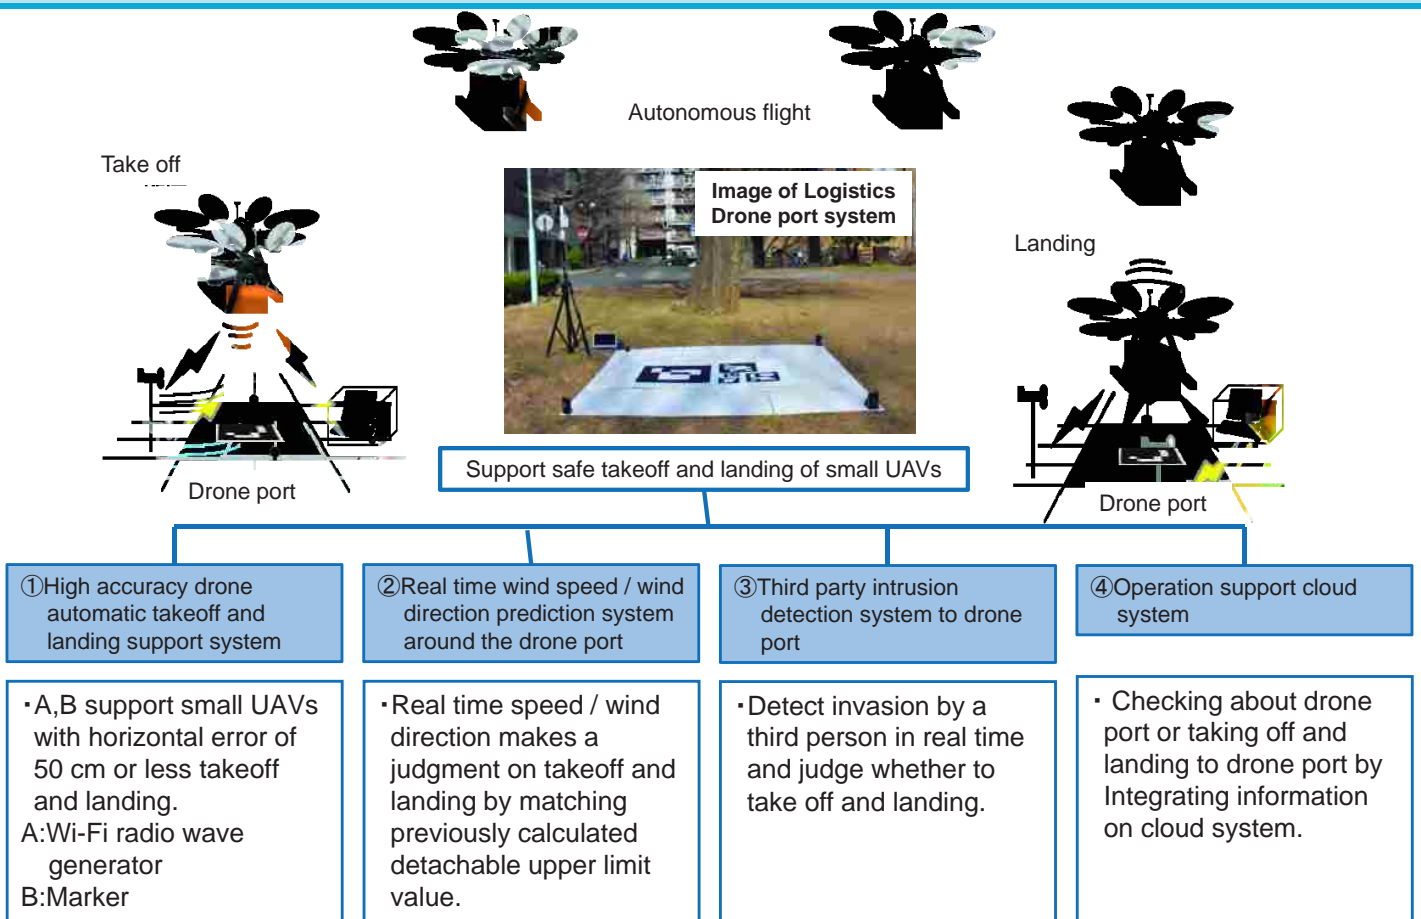 Autonomous flight
Take off
Image of Logistics
Drone port system
Landing
Drone port
Support safe takeoff and landing of small UAVs
Drone port
①High accuracy drone
automatic takeoff and
landing support system
②Real time wind speed / wind
direction prediction system
around the drone port
③Third party intrusion
detection system to drone
port
④Operation support cloud
system
・A,B support small UAVs
with horizontal error of
50 cm or less takeoff
and landing.
A:Wi-Fi radio wave
generator
B:Marker
・Real time speed / wind
direction makes a
judgment on takeoff and
landing by matching
previously calculated
detachable upper limit
value.
・Detect invasion by a
third person in real time
and judge whether to
take off and landing.
・ Checking about drone
port or taking off and
landing to drone port by
Integrating information
on cloud system.